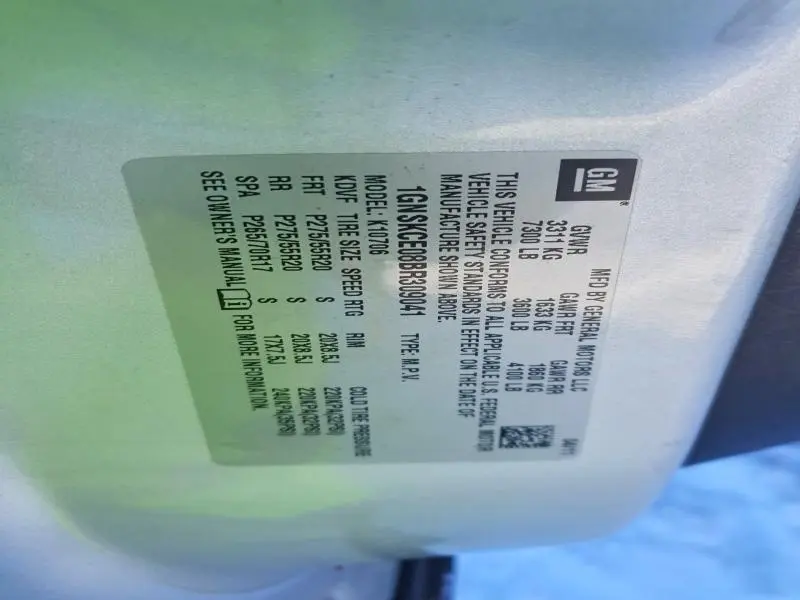 GM®
MFD BY GENERAL MOTORS LLC
GVWR GAWR FRT GAWR RR
3311 KG 1633 KG 1860 KG
7300 LB 3600 LB 4100 LB
THIS VEHICLE CONFORMS TO ALL APPLICABLE U.S. FEDERAL MOTOR
VEHICLE SAFETY STANDARDS IN EFFECT ON THE DATE OF
MANUFACTURE SHOWN ABOVE.
1GNSKCE08BR309041 TYPE: M.P.V.
MODEL: K10706
KDVF TIRE SIZE SPEED RTG RIM COLD TIRE PRESSURE
FRT P275/55R20 S 20X8.5J 220KPA(32PSI)
RR P275/55R20 S 20X8.5J 220KPA(32PSI)
SPA P265/70R17 S 17X7.5J 240KPA(35PSI)
SEE OWNER'S MANUAL FOR MORE INFORMATION.